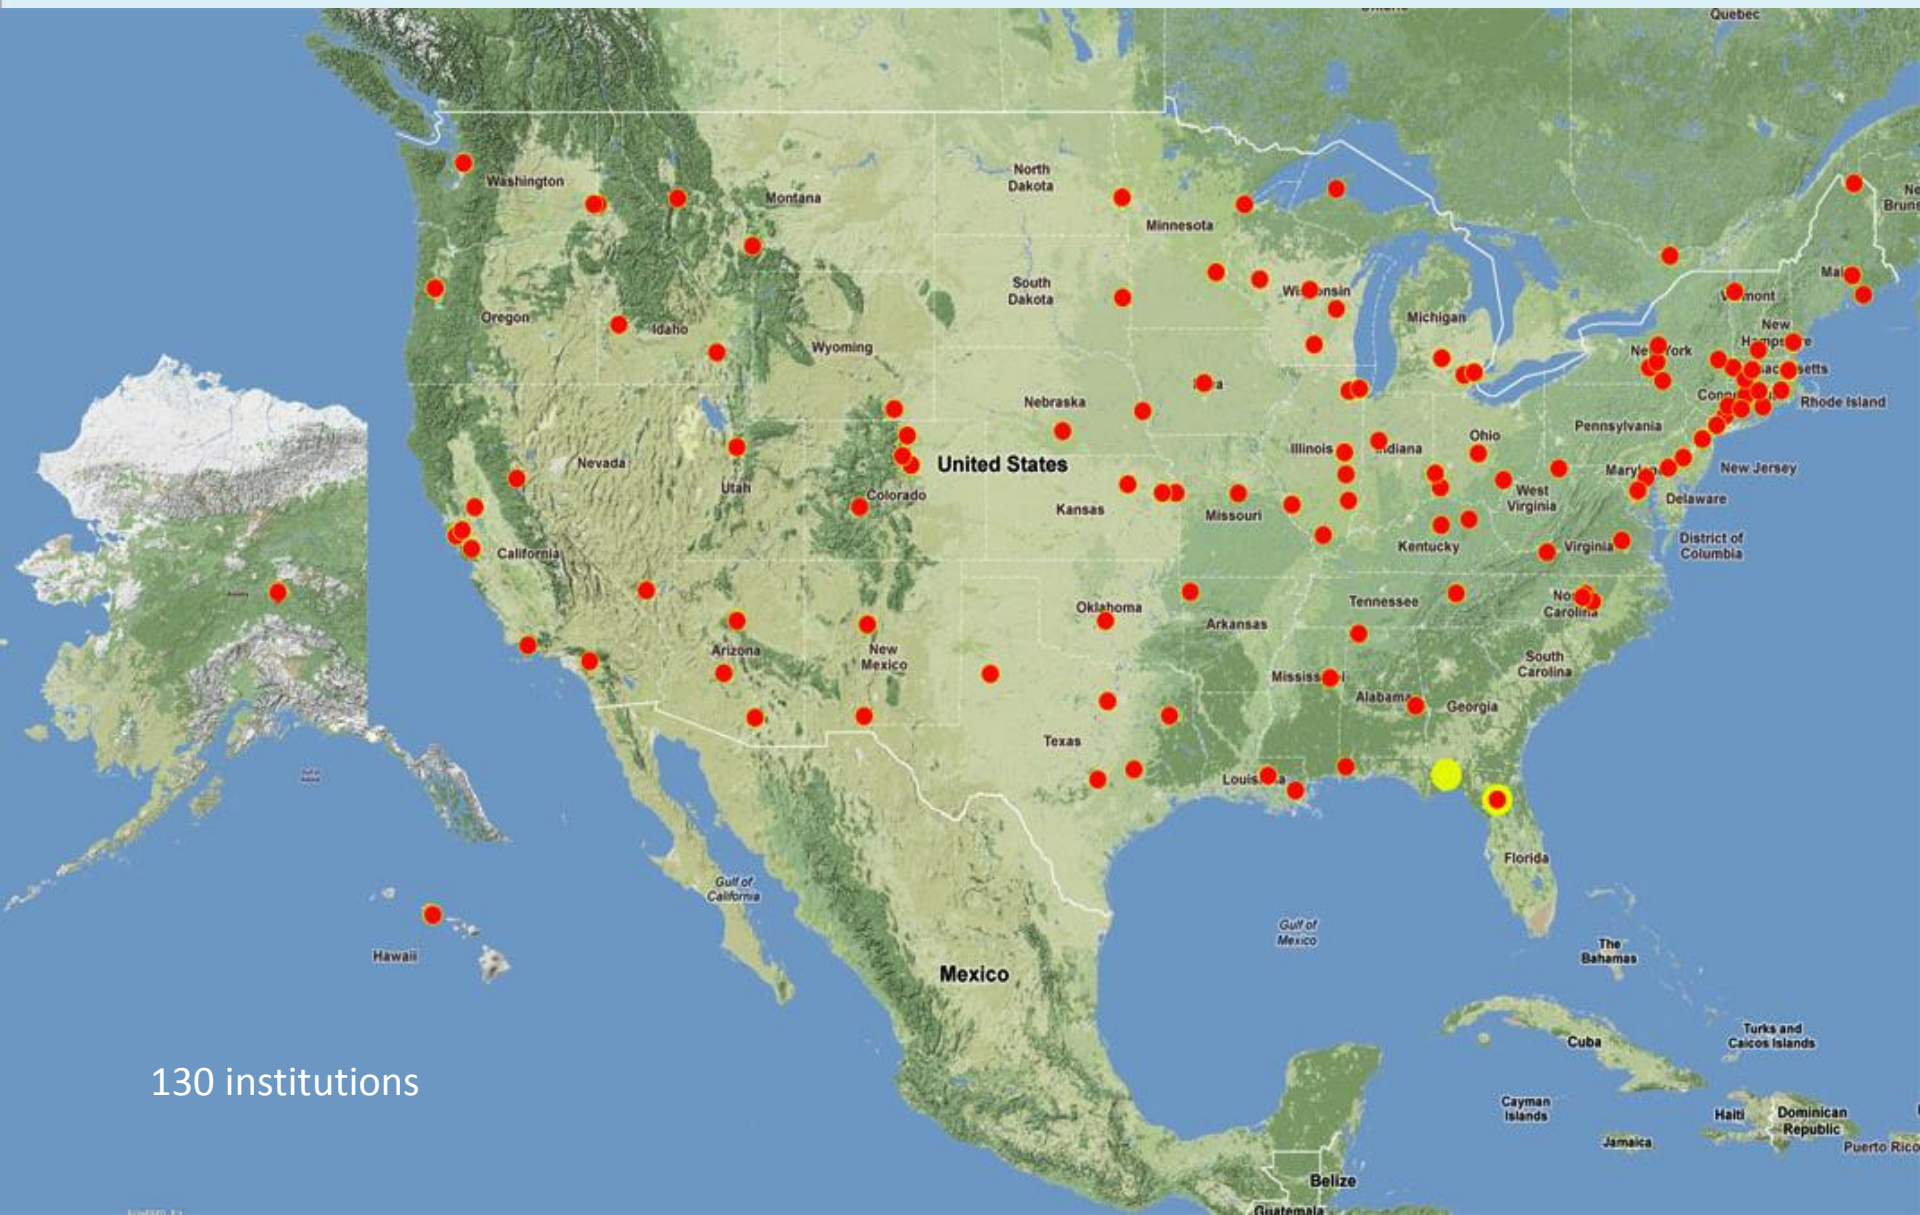 Quebec
North
Dakota
Washington
Montana
Minnesota
South
Dakota
Oregon
Idaho
Michigan
Wyoming
New
Nebraska
Rhode Island
Pennsylvania
Ohio
Illinois
United States
Nevada
New Jersey
Utah
Colorado
West
Virginia
Delaware
Kansas
Missouri
District of
Columbia
Kentucky
Virginia
California
Tennessee
Carolina
Oklahoma
Arkansas
Arizona
New
Mexico
South
Carolina
Alabama
Georgia
Texas
Florida
Gulf of
California
Gulf of
Mexico
The
Bahamas
Hawaii
Mexico
Turks and
Caicos Islands
Cuba
130 institutions
Cayman
Islands
Haiti
Dominican
Republic
Jamaica
Puerto Rico
Belize
Guatemala